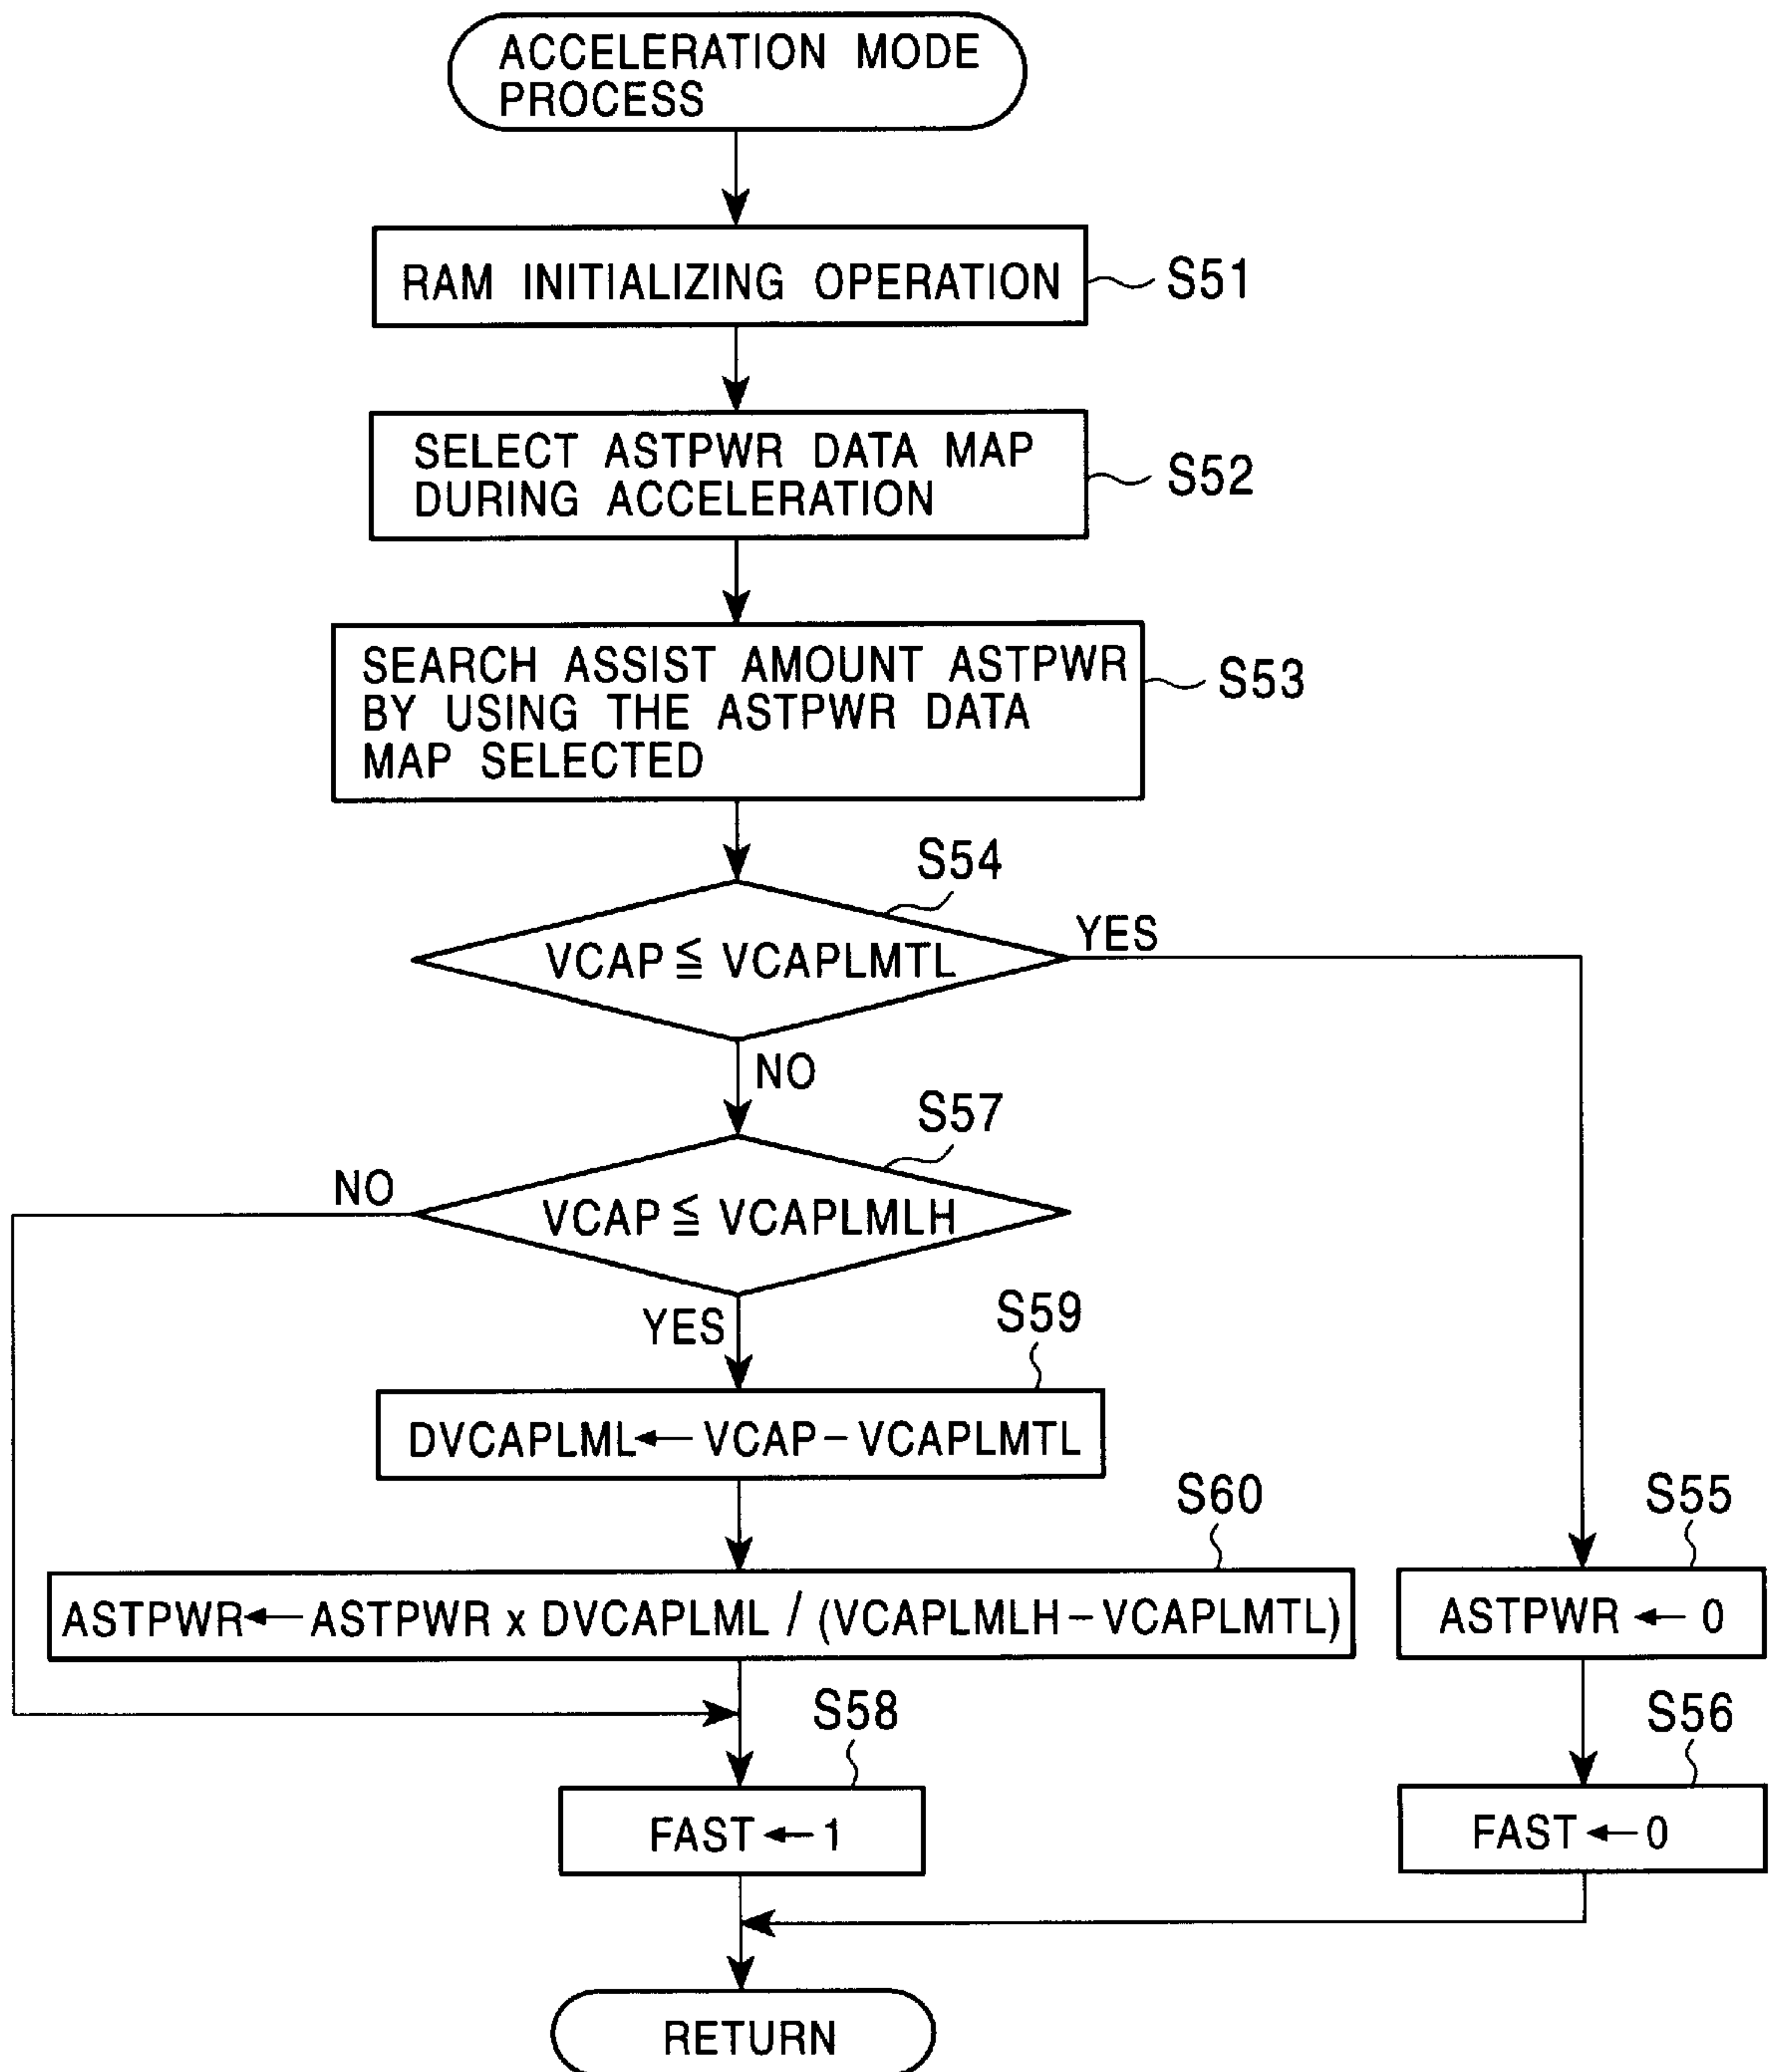 ACCELERATION MODE
PROCESS
RAM INITIALIZING OPERATION
S51
SELECT ASTPWR DATA MAP
DURING ACCELERATION
S52
SEARCH ASSIST AMOUNT ASTPWR
BY USING THE ASTPWR DATA
MAP SELECTED
S53
S54
VCAP ≦ VCAPLMTL
YES
NO
S57
VCAP ≦ VCAPLMLH
NO
YES
S59
DVCAPLML ← VCAP – VCAPLMTL
S60
ASTPWR ← ASTPWR x DVCAPLML / (VCAPLMLH – VCAPLMTL)
S55
ASTPWR ← 0
S58
FAST ← 1
S56
FAST ← 0
RETURN